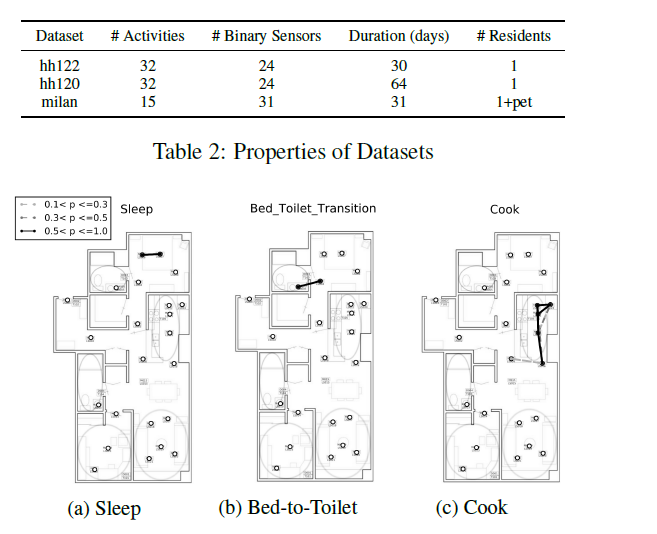 Dataset # Activities # Binary Sensors Duration (days) # Residents
hh122 32 24 30 1
hh120 32 24 64 1
milan 15 31 31 1+pet
Table 2: Properties of Datasets
0.1< p <=0.3
0.3< p <=0.5
0.5< p <=1.0
Sleep
Bed_Toilet_Transition
Cook
(a) Sleep
(b) Bed-to-Toilet
(c) Cook